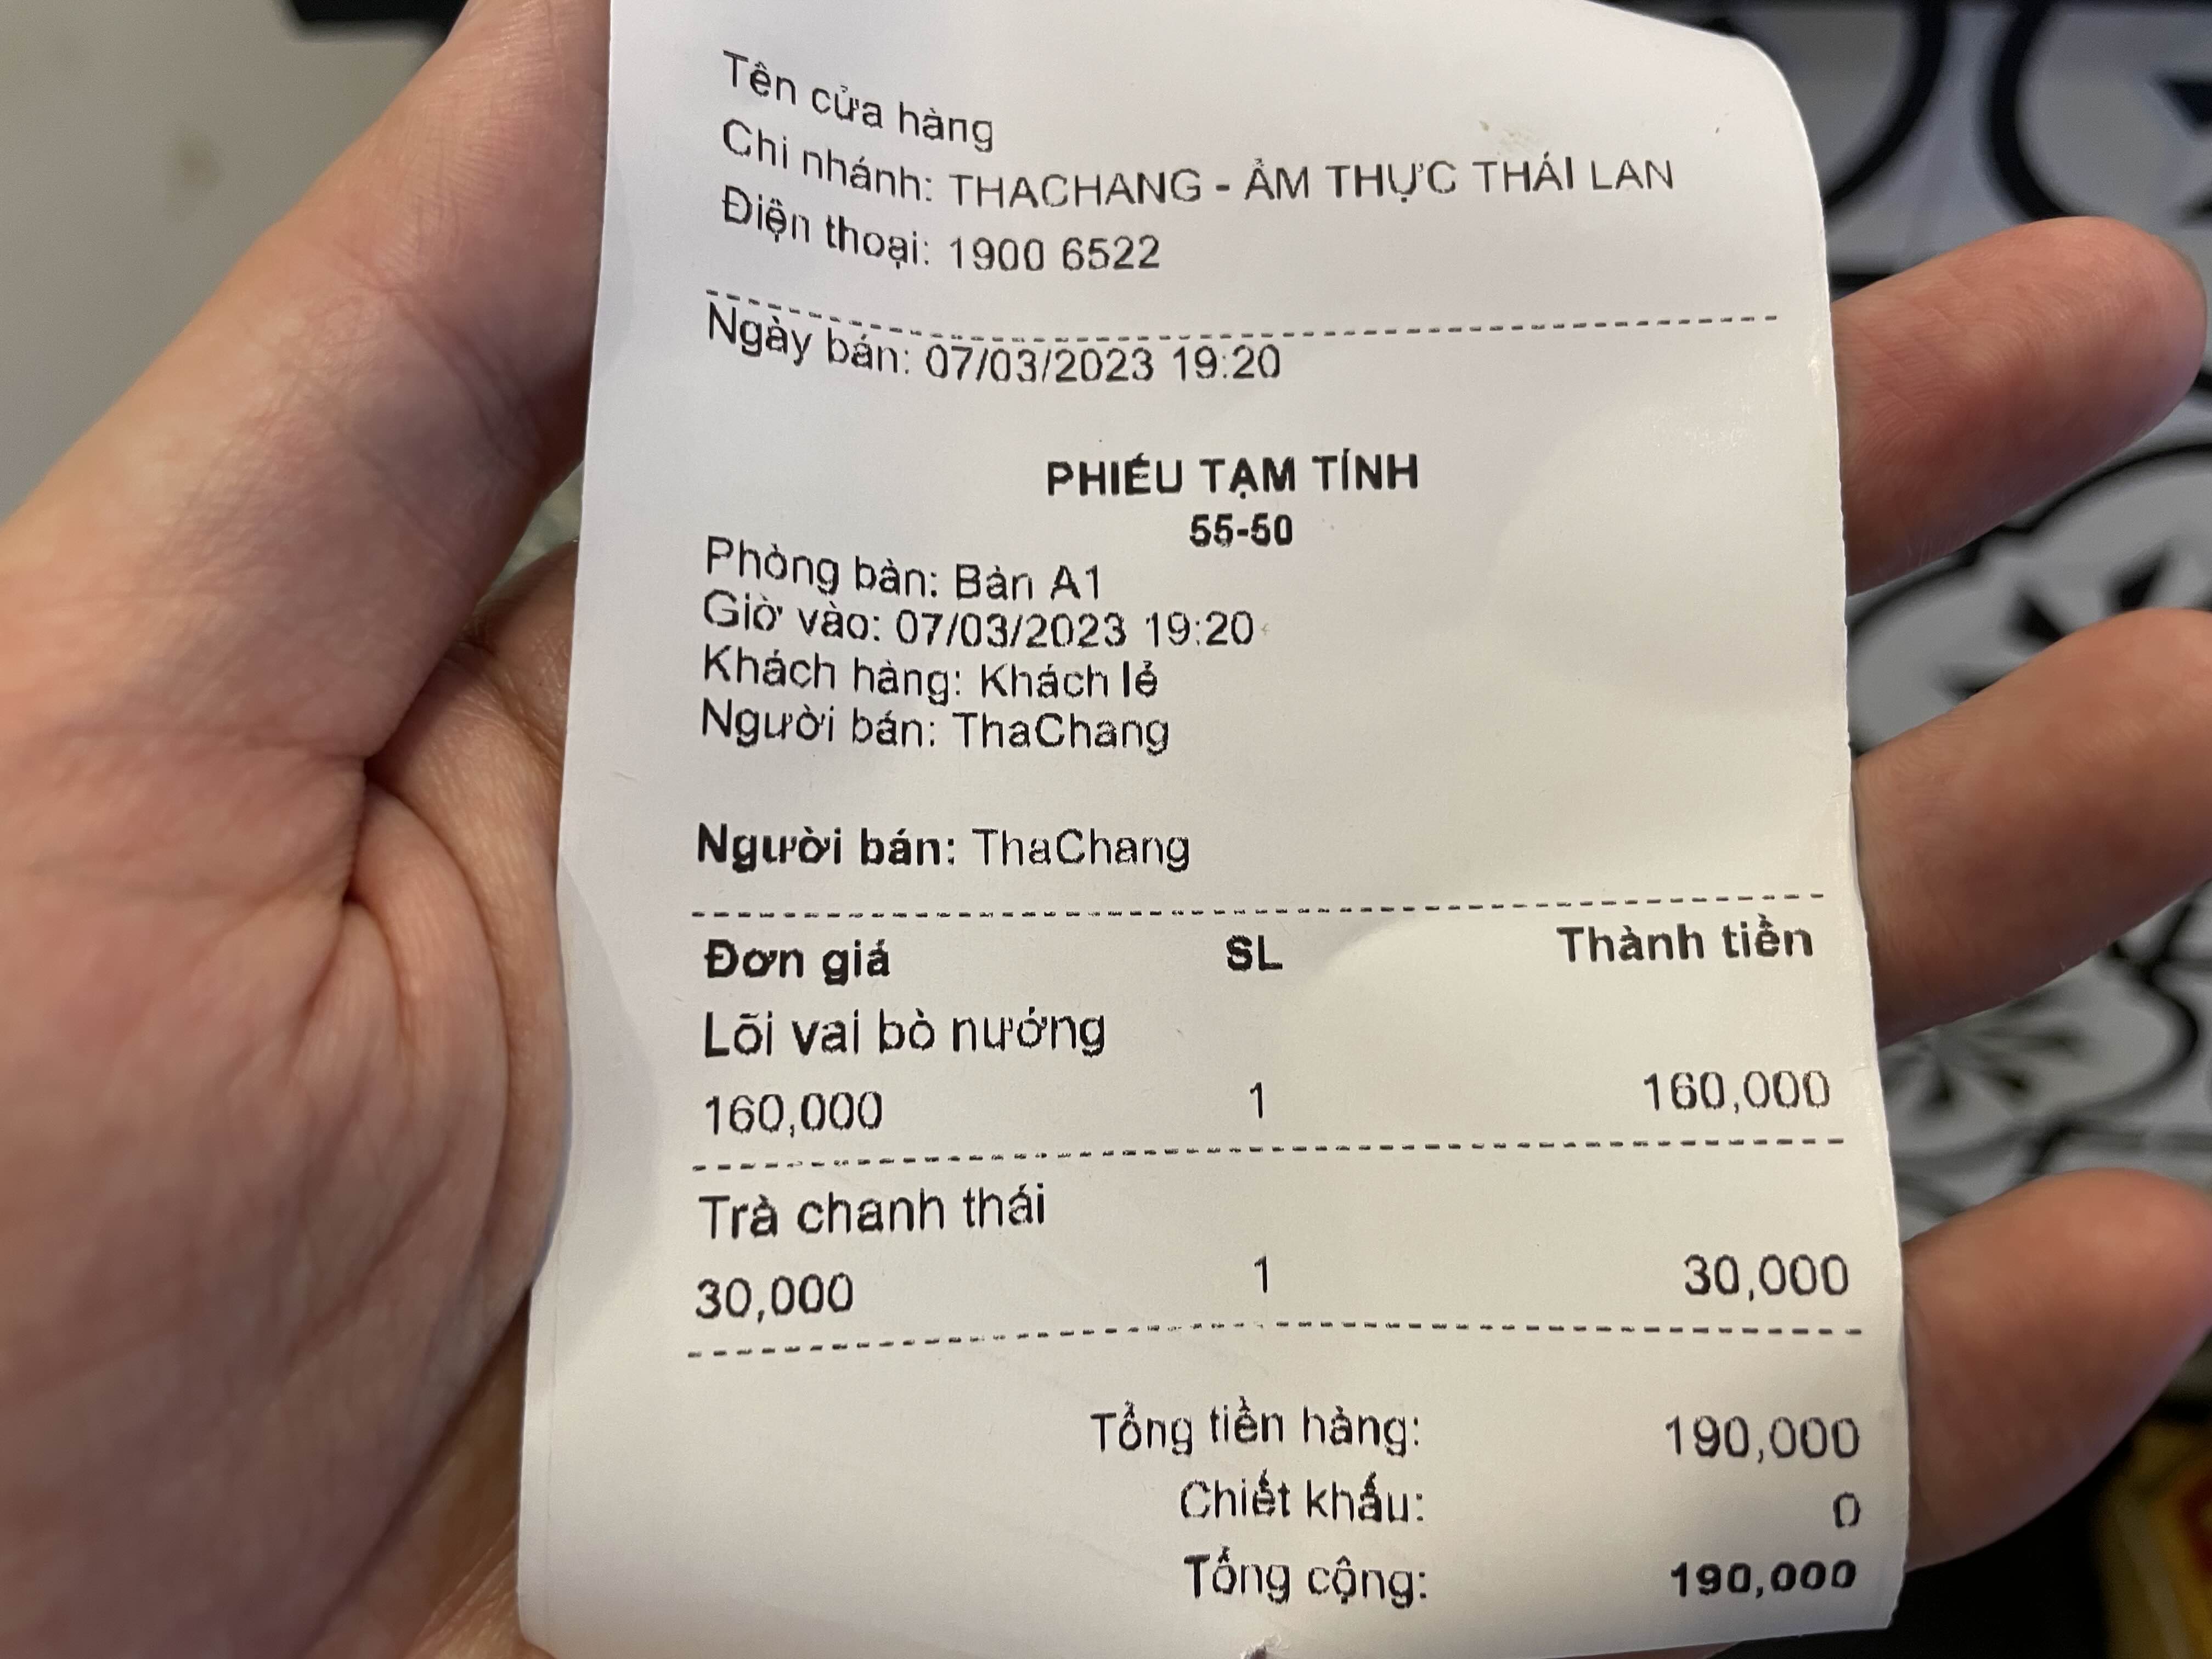 Tên cửa hàng
Chi nhánh: THACHANG - ẨM THỰC THÁI LAN
Điện thoại: 1900 6522
Ngày bán: 07/03/2023 19:20
PHIẾU TẠM TÍNH
55-50
Phòng bàn: Bàn A1
Giờ vào: 07/03/2023 19:20
Khách hàng: Khách lẻ
Người bán: ThaChang
Người bán: ThaChang
Đơn giá SL Thành tiền
Lõi vai bò nướng
160,000 1 160,000
Trà chanh thái
30,000 1 30,000
Tổng tiền hàng: 190,000
Chiết khấu: 0
Tổng cộng: 190,000